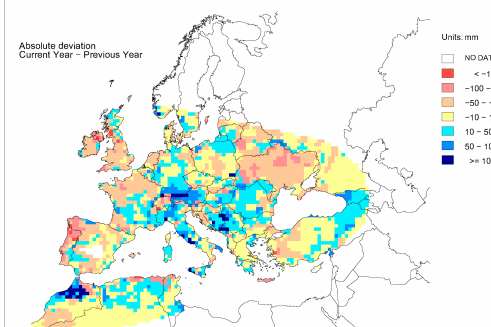 Absolute deviation
Current Year − Previous Year
Units: mm
NO DAT
< −1
−100 −
−50 −
−10 − 1
10 − 50
50 − 10
>= 10